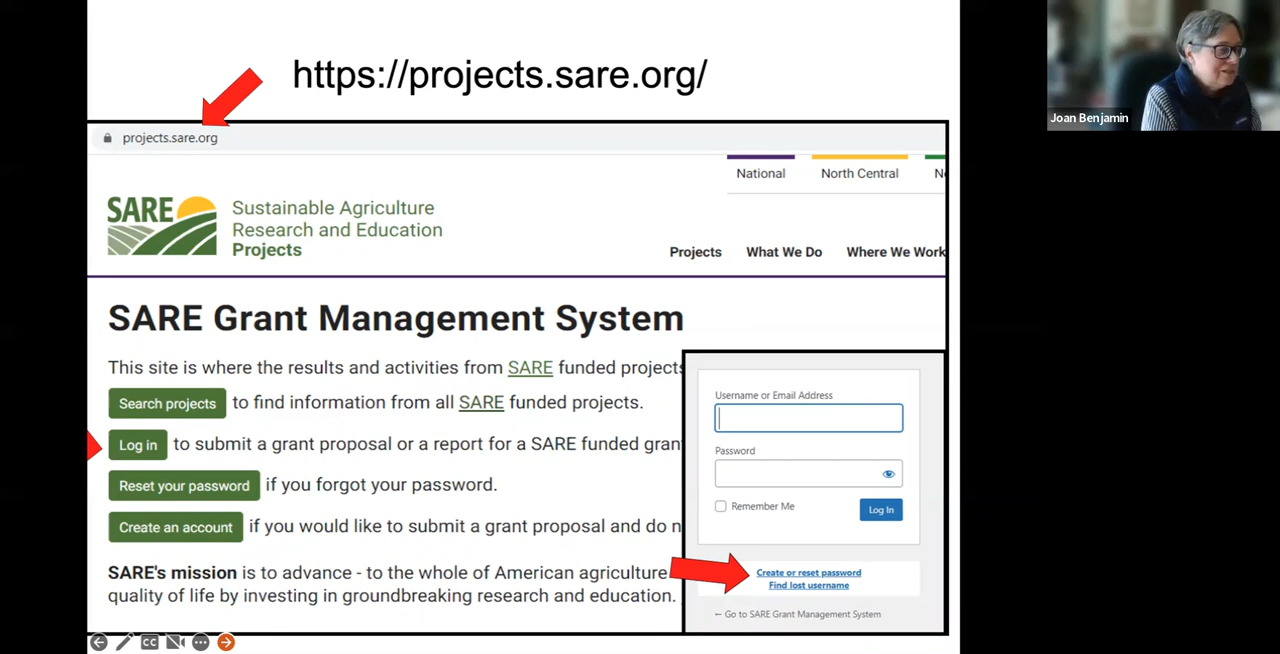 https://projects.sare.org/
Joan Benjamin
projects.sare.org
National North Central
SARE
Sustainable Agriculture
Research and Education
Projects
Projects What We Do Where We Work
SARE Grant Management System
This site is where the results and activities from SARE funded projects
Search projects to find information from all SARE funded projects.
Log in to submit a grant proposal or a report for a SARE funded gran
Reset your password if you forgot your password.
Create an account if you would like to submit a grant proposal and do n
SARE's mission is to advance - to the whole of American agriculture
quality of life by investing in groundbreaking research and education.
Username or Email Address
Password
Remember Me
Log In
Create or reset password
Find lost username
← Go to SARE Grant Management System
CC